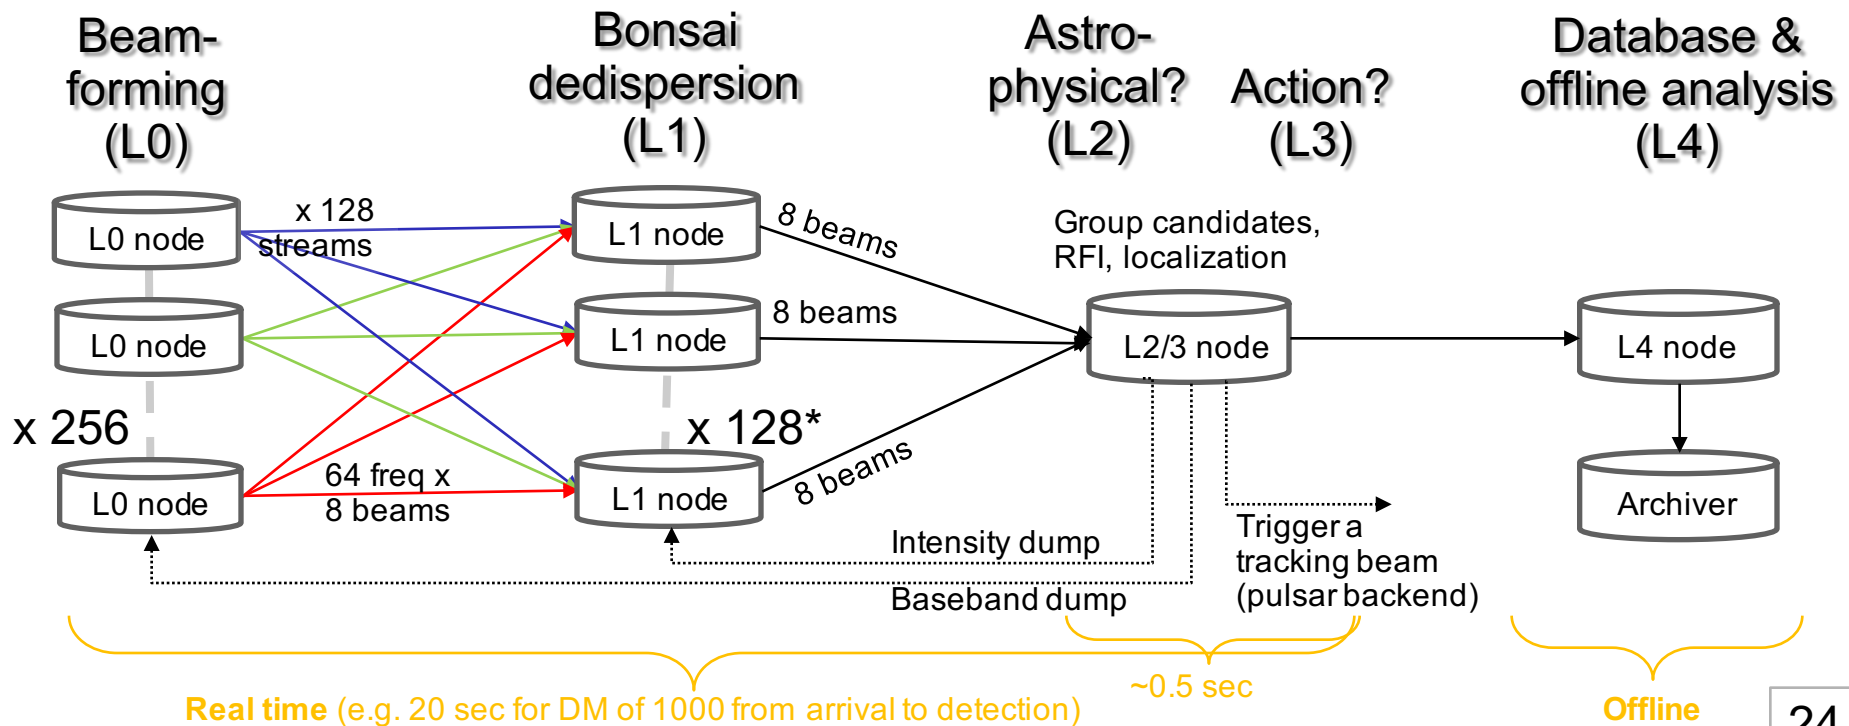 Beam-
forming
(L0)
Bonsai
dedispersion
(L1)
Astro-
physical?
(L2)
Action?
(L3)
Database &
offline analysis
(L4)
L0 node
x 128
streams
L1 node
8 beams
Group candidates,
RFI, localization
L0 node
L1 node
8 beams
L2/3 node
L4 node
x 256
x 128*
L0 node
64 freq x
8 beams
L1 node
8 beams
Archiver
Intensity dump
Baseband dump
Trigger a
tracking beam
(pulsar backend)
~0.5 sec
Real time (e.g. 20 sec for DM of 1000 from arrival to detection)
Offline
24